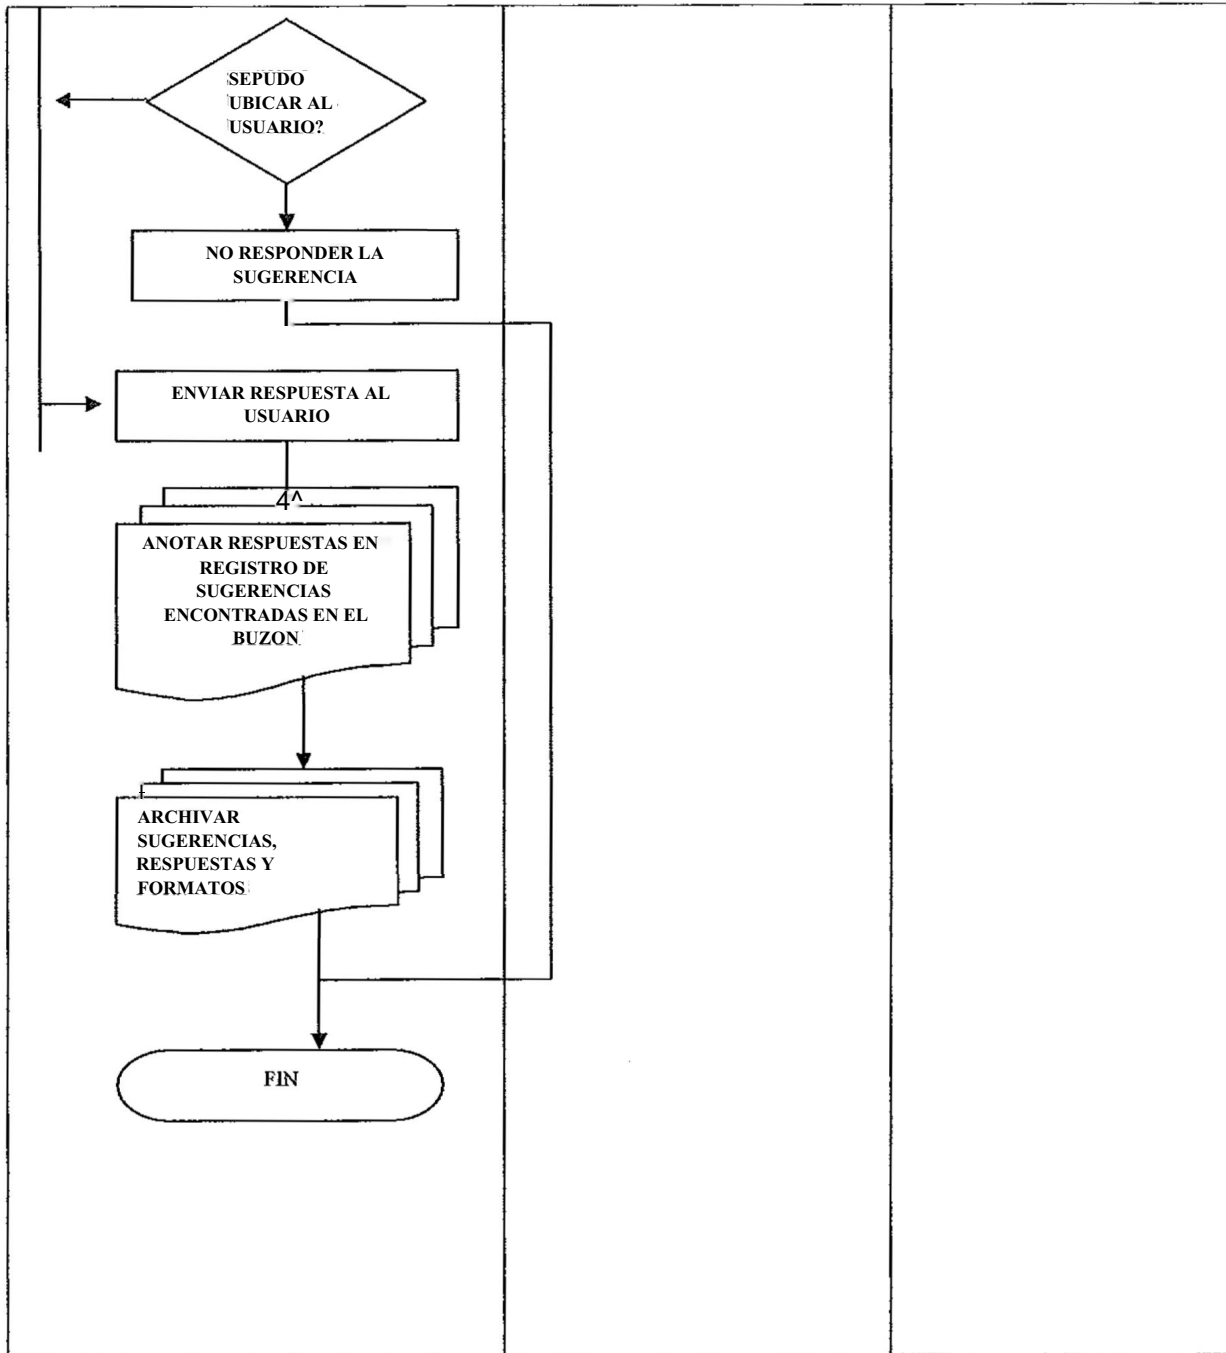 SEPUDO
UBICAR AL
USUARIO?
NO RESPONDER LA
SUGERENCIA
ENVIAR RESPUESTA AL
USUARIO
4^
ANOTAR RESPUESTAS EN
REGISTRO DE
SUGERENCIAS
ENCONTRADAS EN EL
BUZON
ARCHIVAR
SUGERENCIAS,
RESPUESTAS Y
FORMATOS
FIN